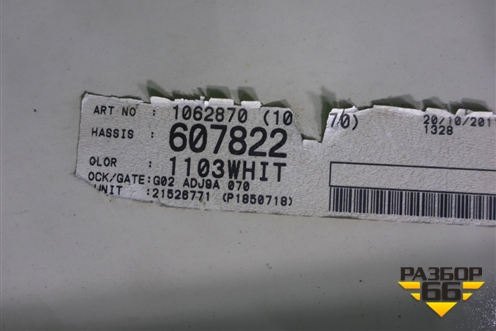 ART NO : 1062870 (10 70)
20/10/201
HASSIS : 607822
1328
OLOR : 1103WHIT
OCK/GATE:G02 ADJ9A 070
UNIT :21526771 (P1850718)
РАЗБОР
66